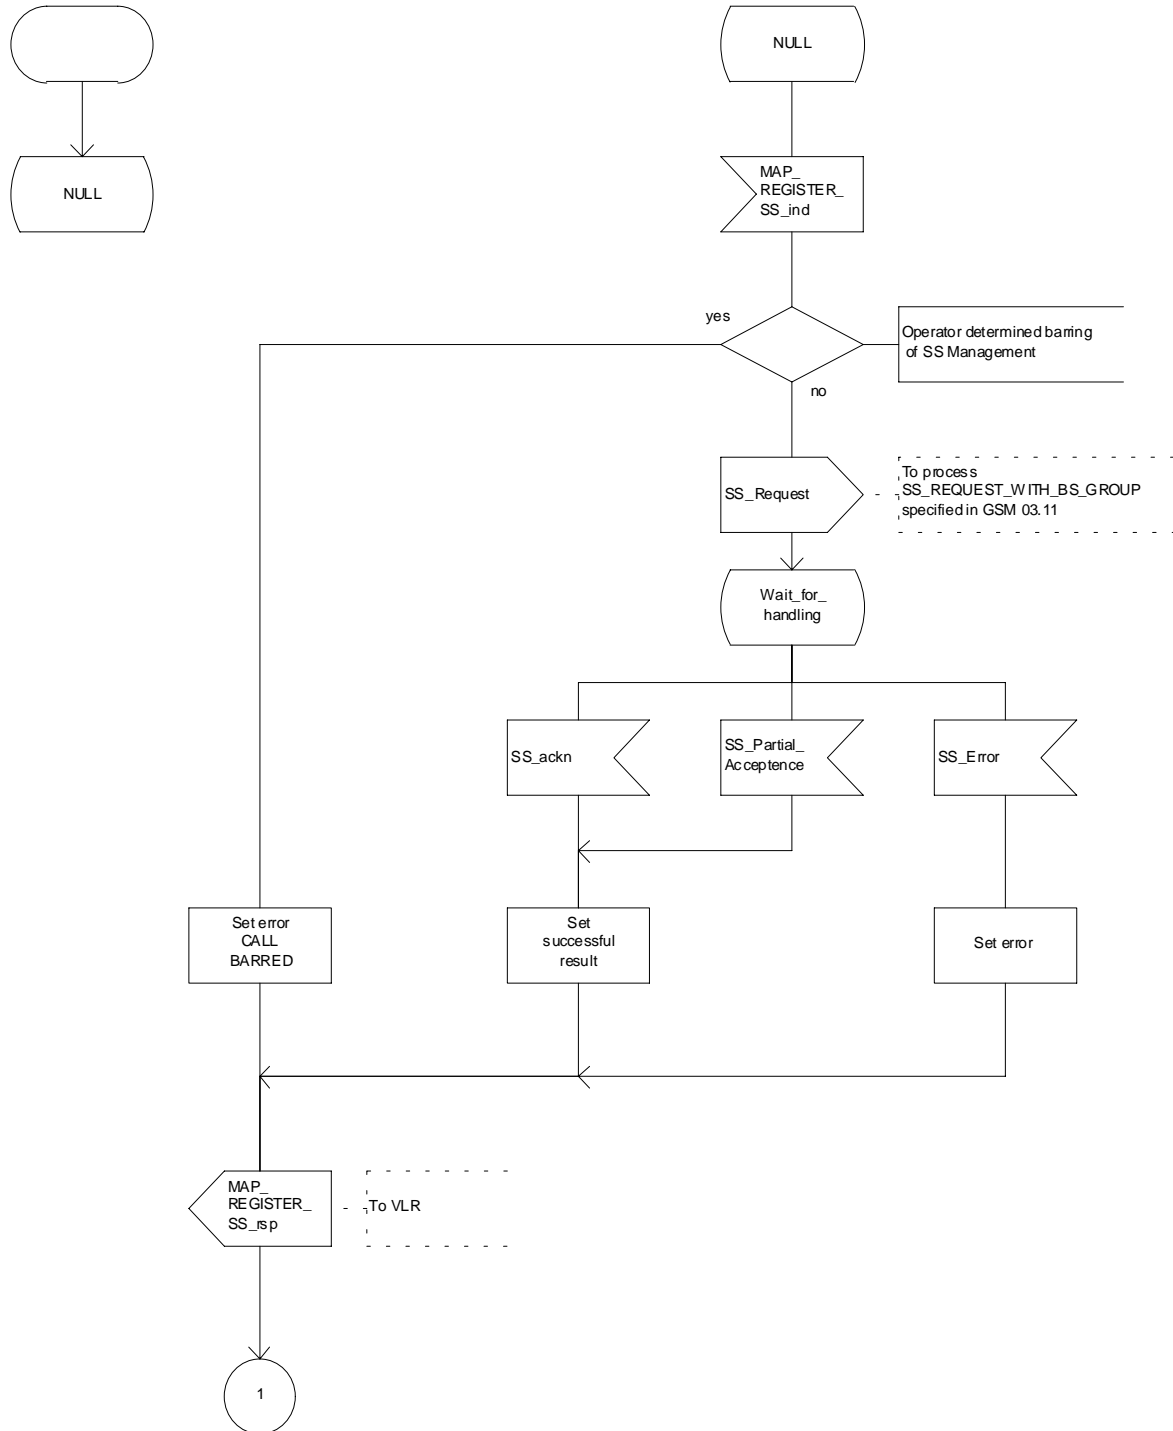 NULL
NULL
MAP_
REGISTER_
SS_ind
yes
Operator determined barring
of SS Management
no
SS_Request
To process
SS_REQUEST_WITH_BS_GROUP
specified in GSM 03.11
Wait_for_
handling
SS_ackn
SS_Partial_
Acceptence
SS_Error
Set error
CALL
BARRED
Set
successful
result
Set error
MAP_
REGISTER_
SS_rsp
To VLR
1